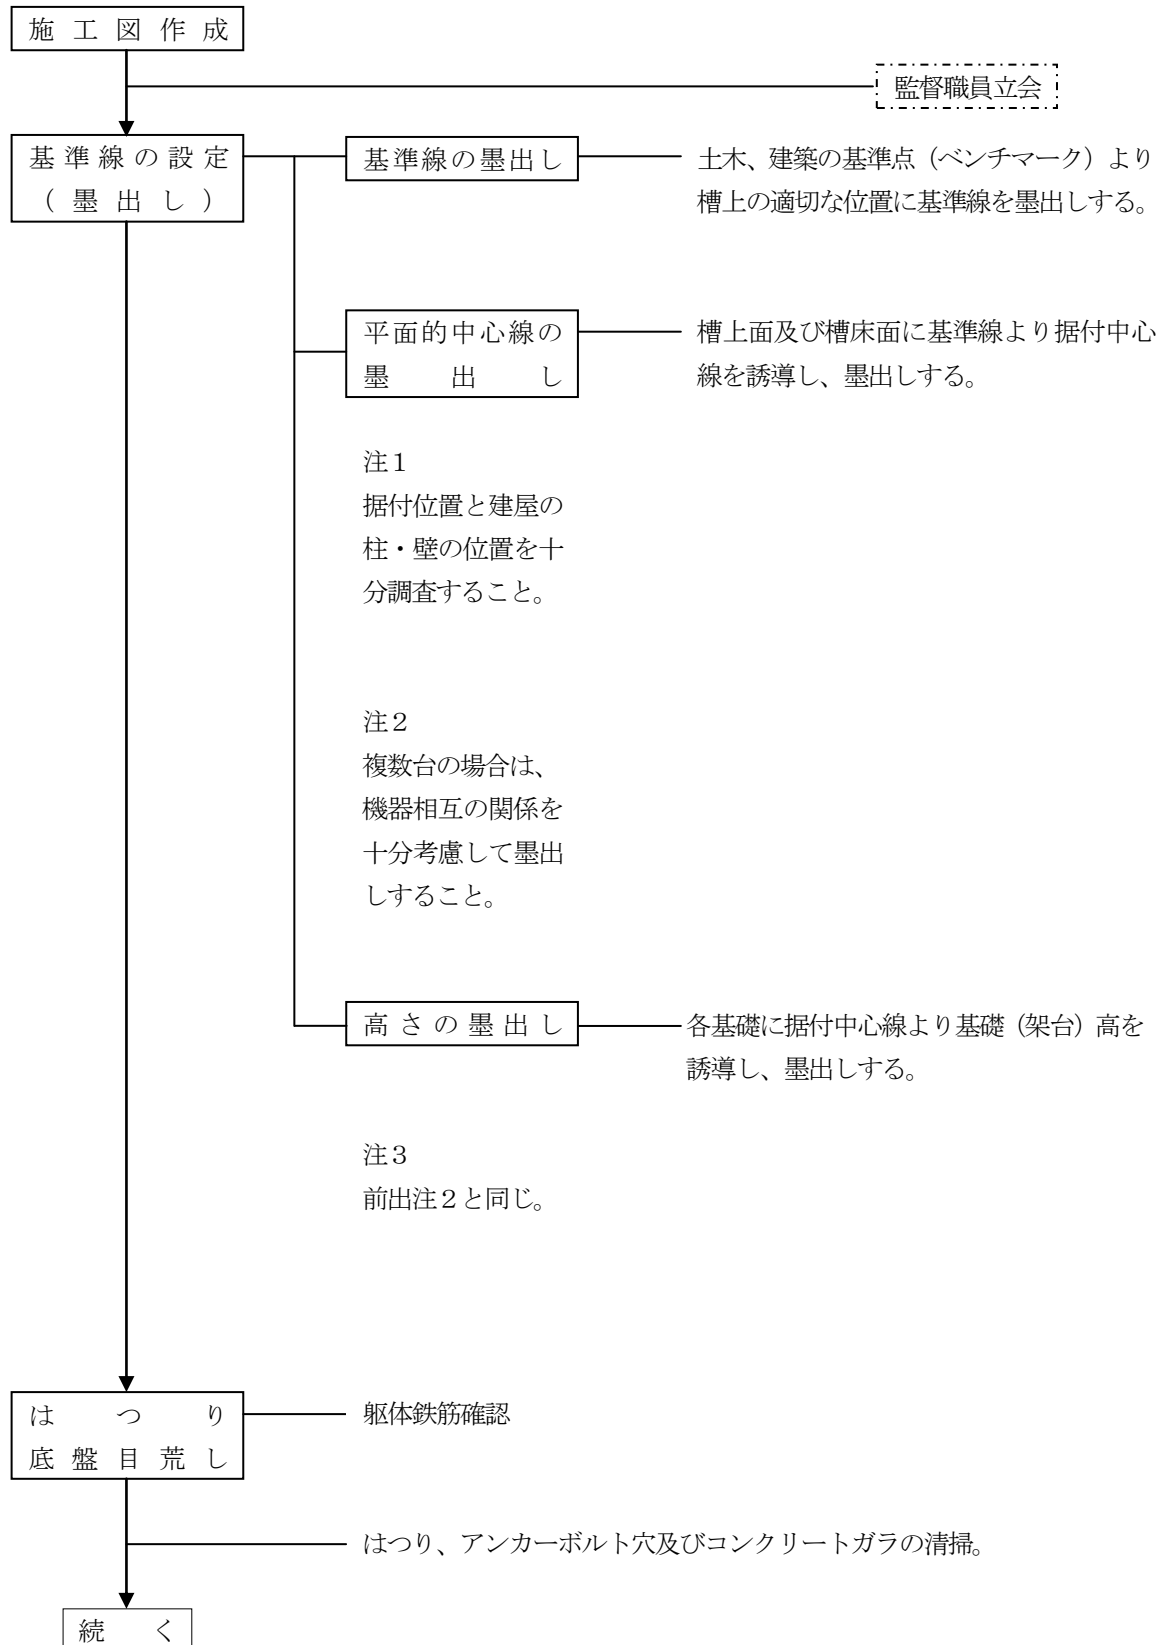 施工図作成
監督職員立会
基準線の設定
（墨出し）
基準線の墨出し
土木、建築の基準点（ベンチマーク）より
槽上の適切な位置に基準線を墨出しする。
平面的中心線の
墨出し
槽上面及び槽床面に基準線より据付中心
線を誘導し、墨出しする。
注１
据付位置と建屋の
柱・壁の位置を十
分調査すること。
注２
複数台の場合は、
機器相互の関係を
十分考慮して墨出
しすること。
高さの墨出し
各基礎に据付中心線より基礎（架台）高を
誘導し、墨出しする。
注３
前出注２と同じ。
はつり
底盤目荒し
躯体鉄筋確認
はつり、アンカーボルト穴及びコンクリートガラの清掃。
続く